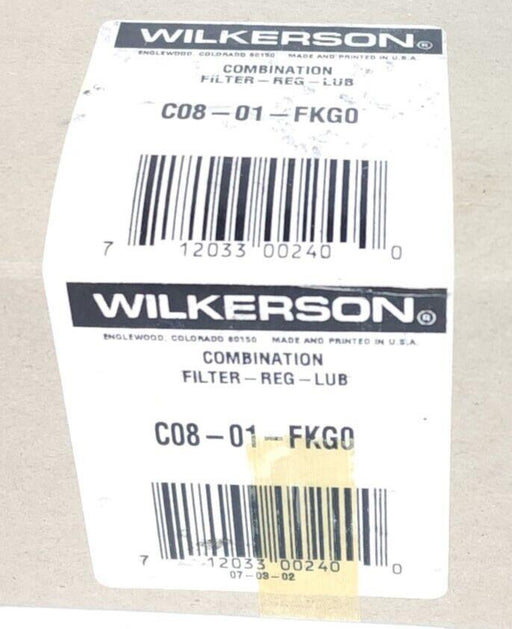 WILKERSON®
ENGLEWOOD, COLORADO 80150 MADE AND PRINTED IN U.S.A.
COMBINATION
FILTER-REG-LUB
C08-01-FKG0
7 12033 00240 0
WILKERSON®
ENGLEWOOD, COLORADO 80150 MADE AND PRINTED IN U.S.A.
COMBINATION
FILTER-REG-LUB
C08-01-FKG0
7 12033 00240 0
07-03-02